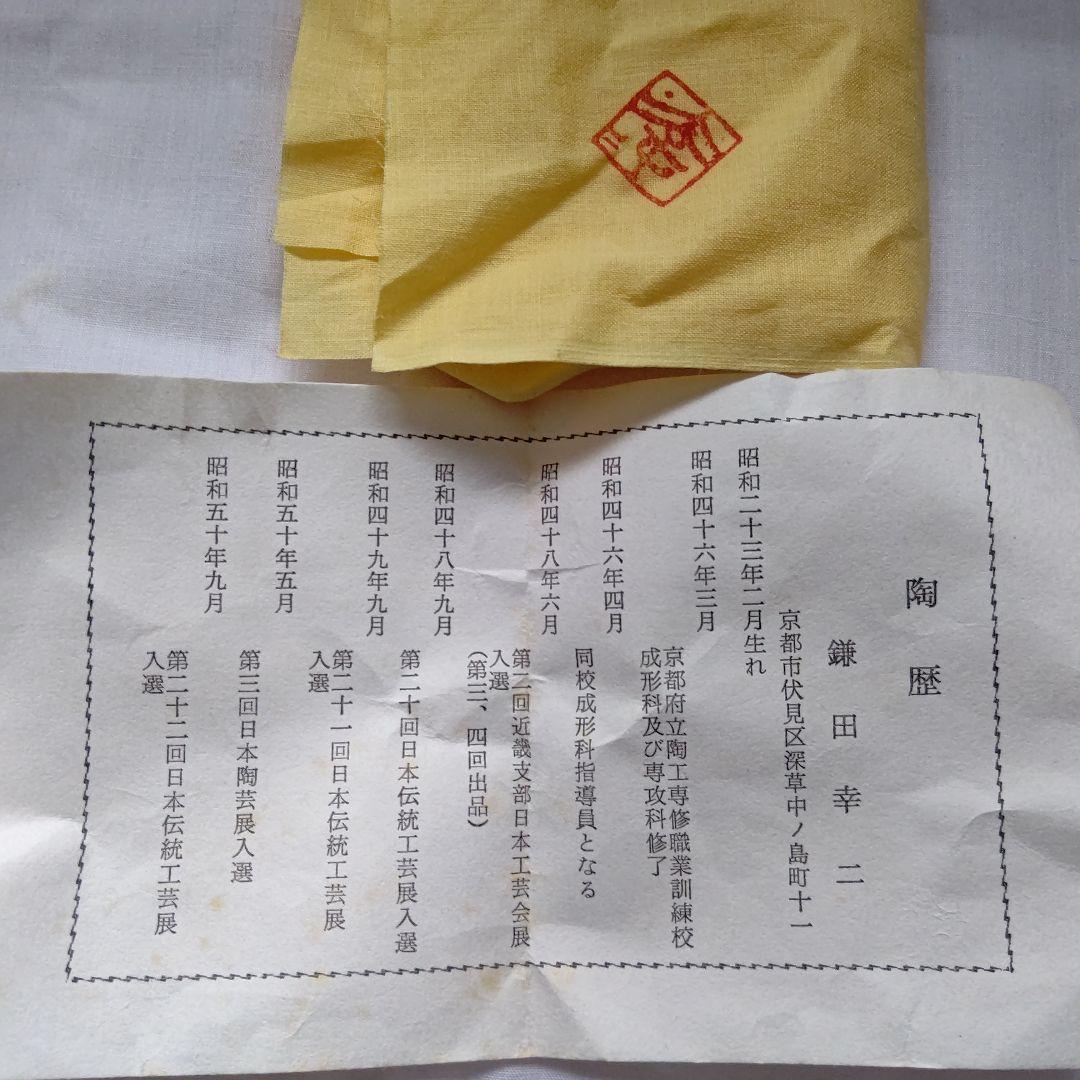 陶歴
鎌田幸二
京都市伏見区深草中ノ島町十一
昭和二十三年二月生れ
昭和四十六年三月
京都府立陶工専修職業訓練校
成形科及び専攻科修了
昭和四十六年四月
同校成形科指導員となる
昭和四十八年六月
第二回近畿支部日本工芸会展
入選
(第三、四回出品)
昭和四十八年九月
第二十回日本伝統工芸展入選
昭和四十九年九月
第二十一回日本伝統工芸展
入選
昭和五十年五月
第三回日本陶芸展入選
昭和五十年九月
第二十二回日本伝統工芸展
入選